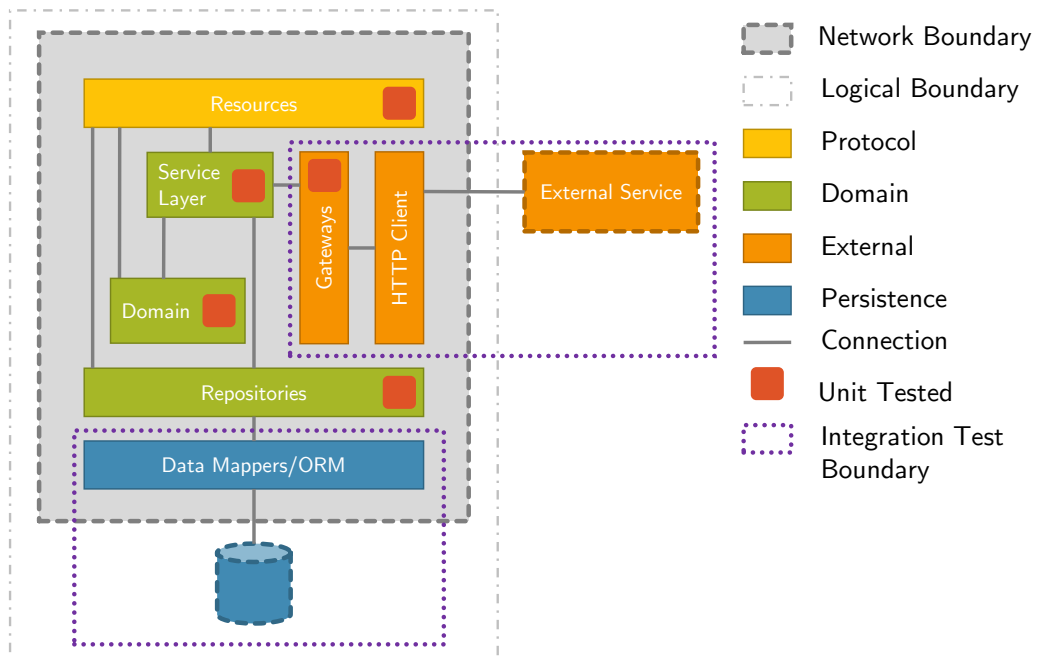 Resources
Service
Layer
Gateways
HTTP Client
External Service
Domain
Repositories
Data Mappers/ORM
Network Boundary
Logical Boundary
Protocol
Domain
External
Persistence
Connection
Unit Tested
Integration Test
Boundary